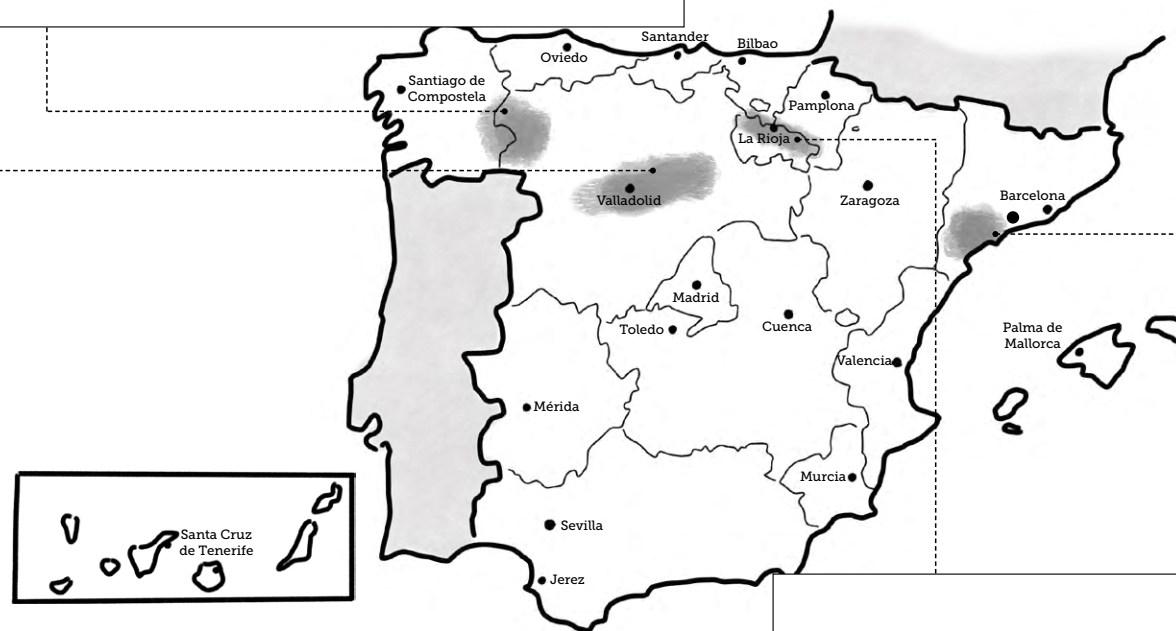 Santander
Bilbao
Oviedo
Santiago de
Compostela
Pamplona
La Rioja
Valladolid
Zaragoza
Barcelona
Madrid
Toledo
Cuenca
Palma de
Mallorca
Valencia
Mérida
Murcia
Sevilla
Santa Cruz
de Tenerife
Jerez